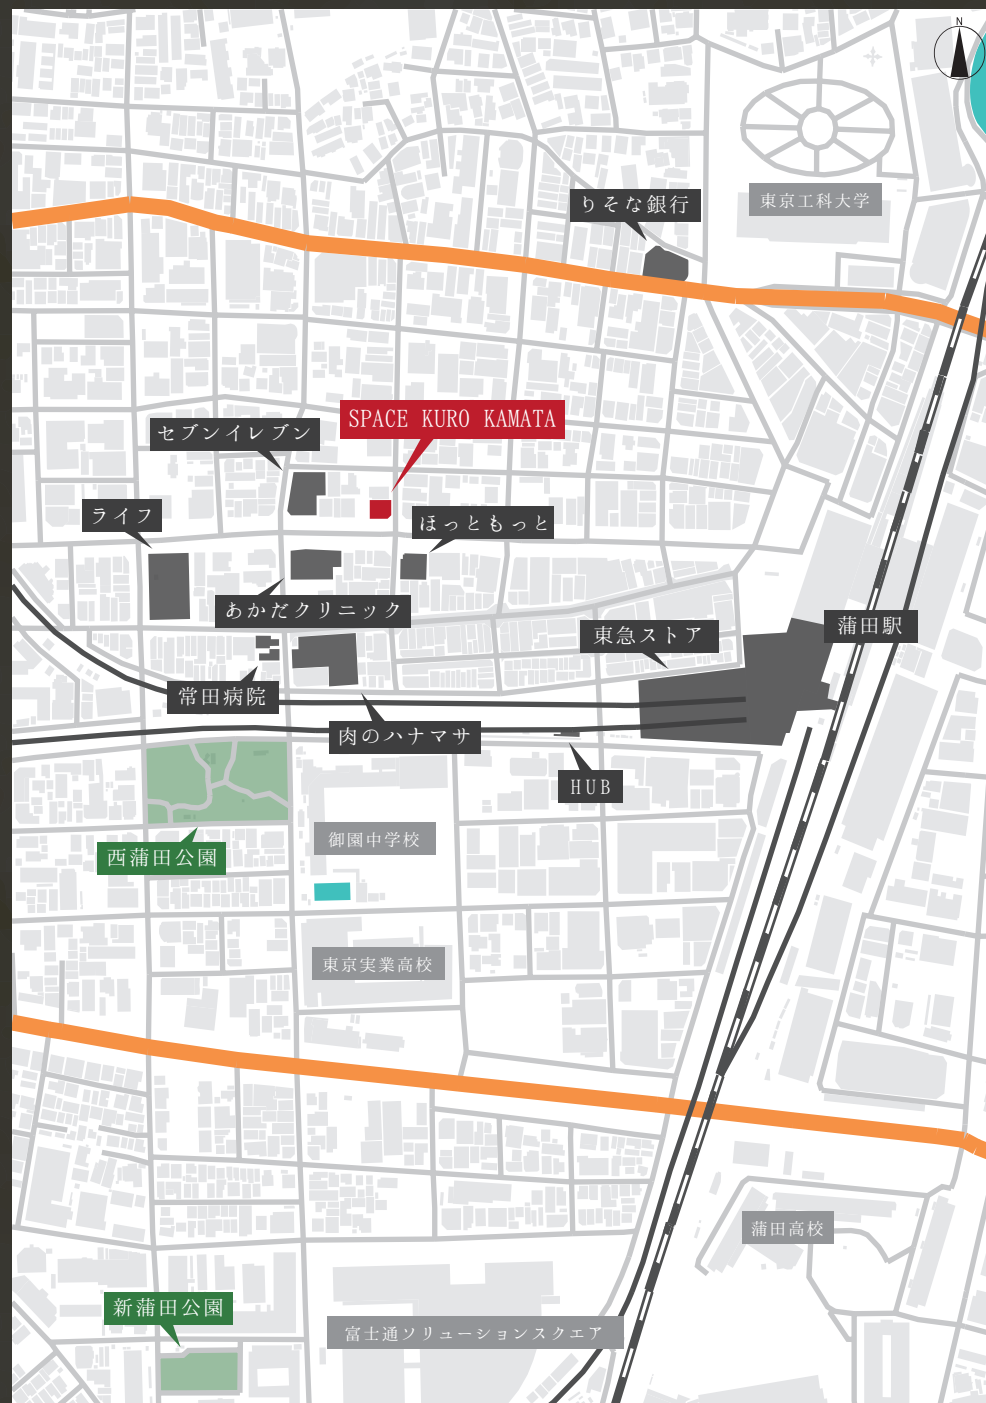 N
りそな銀行
東京工科大学
SPACE KURO KAMATA
セブンイレブン
ライフ
ほっともっと
あかだクリニック
東急ストア
蒲田駅
常田病院
肉のハナマサ
HUB
御園中学校
西蒲田公園
東京実業高校
蒲田高校
新蒲田公園
富士通ソリューションスクエア